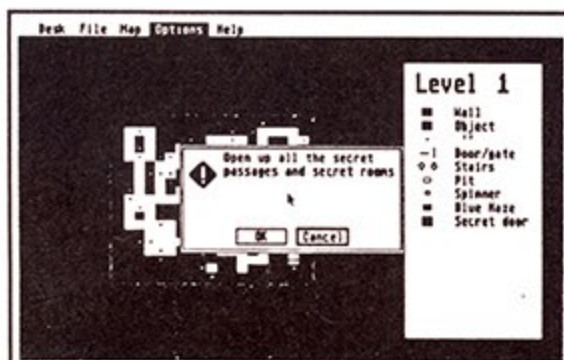 Desk File Map Options Help
Level 1
Wall
Object
Door/gate
Stairs
Pit
Spinner
Blue Maze
Secret door
Open up all the secret
passages and secret rooms
OK Cancel